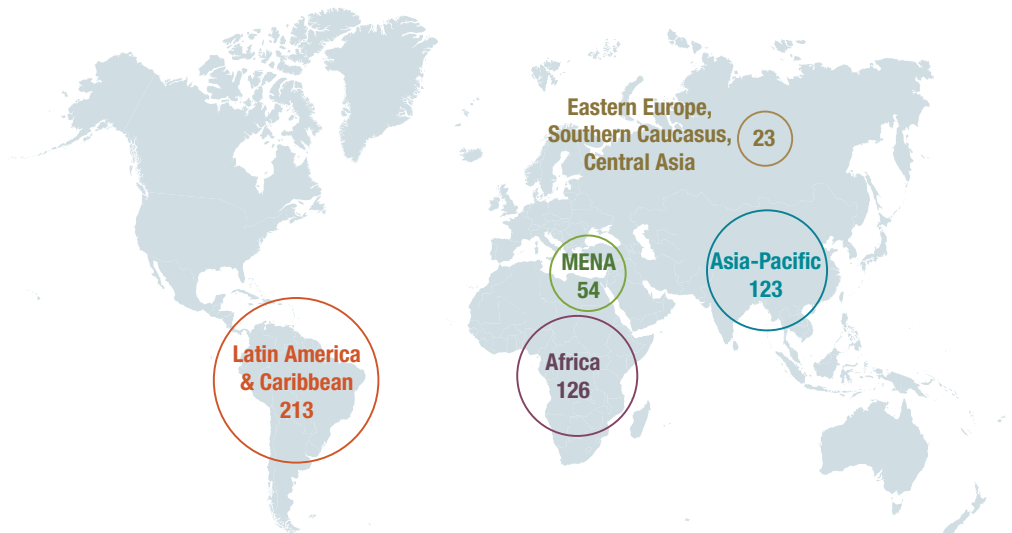 Eastern Europe,
Southern Caucasus,
Central Asia
23
MENA
54
Asia-Pacific
123
Latin America
& Caribbean
213
Africa
126